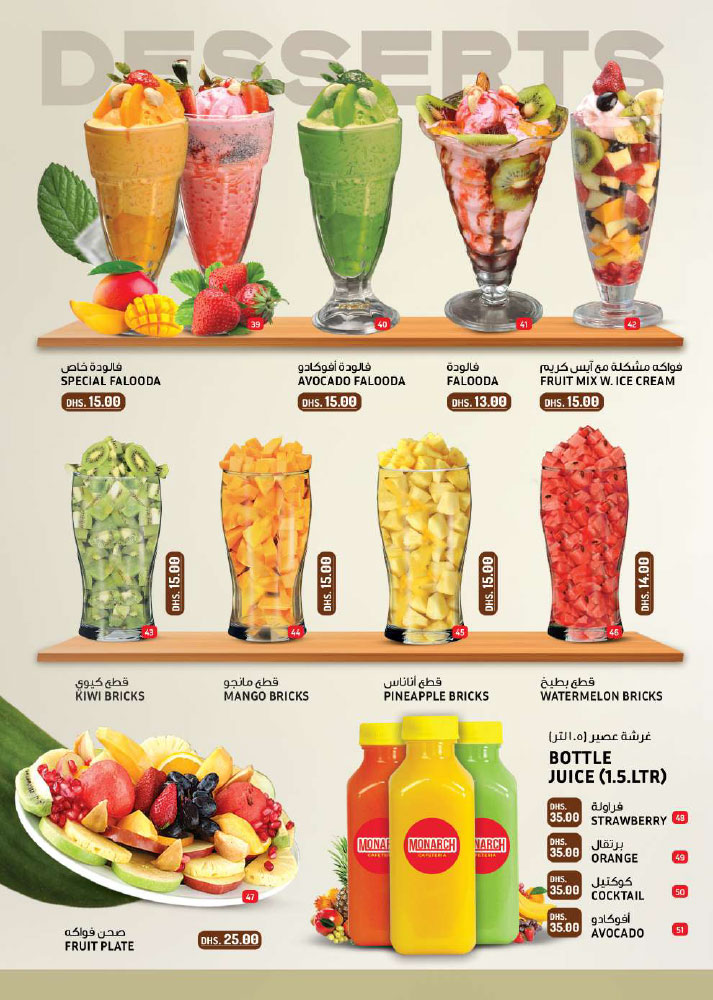 DESSERTS
39
40
41
42
فالودة خاص
SPECIAL FALOODA
DHS. 15.00
فالودة أفوكادو
AVOCADO FALOODA
DHS. 15.00
فالودة
FALOODA
DHS. 13.00
فواكه مشكلة مع آيس كريم
FRUIT MIX W. ICE CREAM
DHS. 15.00
DHS. 15.00
43
DHS. 15.00
44
DHS. 15.00
45
DHS. 14.00
46
قطع كيوي
KIWI BRICKS
قطع مانجو
MANGO BRICKS
قطع أناناس
PINEAPPLE BRICKS
قطع بطيخ
WATERMELON BRICKS
47
صحن فواكه
FRUIT PLATE
DHS. 25.00
MONAR
CAFETERIA
MONARCH
CAFETERIA
NARCH
CAFETERIA
غرشة عصير (١.٥ لتر)
BOTTLE
JUICE (1.5.LTR)
DHS. 35.00 فراولة
STRAWBERRY 48
DHS. 35.00 برتقال
ORANGE 49
DHS. 35.00 كوكتيل
COCKTAIL 50
DHS. 35.00 أفوكادو
AVOCADO 51